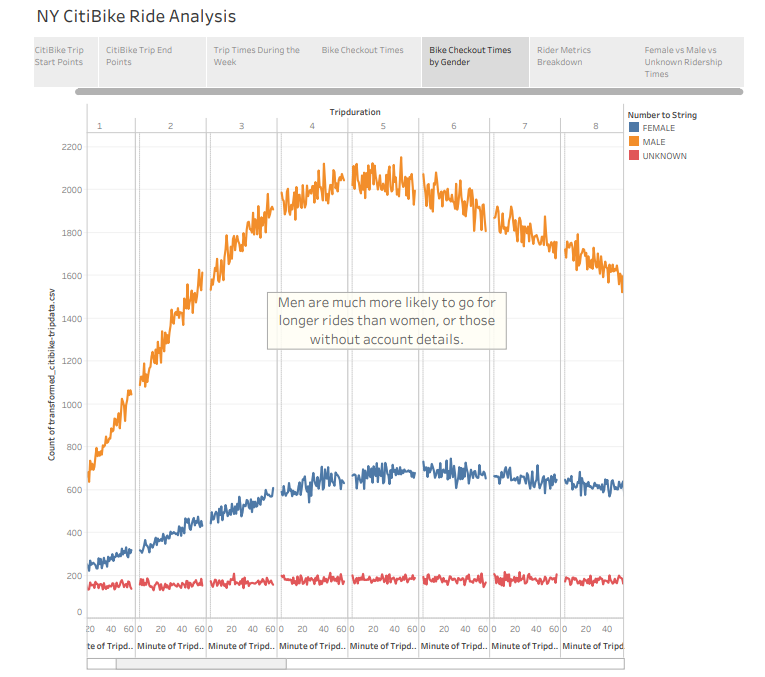 NY CitiBike Ride Analysis
CitiBike Trip
Start Points
CitiBike Trip End
Points
Trip Times During the
Week
Bike Checkout Times
Bike Checkout Times
by Gender
Rider Metrics
Breakdown
Female vs Male vs
Unknown Ridership
Times
Tripduration
1 2 3 4 5 6 7 8
Number to String
FEMALE
MALE
UNKNOWN
Count of transformed_citibike-tripdata.csv
2200
2000
1800
1600
1400
1200
1000
800
600
400
200
0
Men are much more likely to go for
longer rides than women, or those
without account details.
20 40 60 0 20 40 60 0 20 40 60 0 20 40 60 0 20 40 60 0 20 40 60 0 20 40 60 0 20 40
te of Tripd.. Minute of Tripd.. Minute of Tripd.. Minute of Tripd.. Minute of Tripd.. Minute of Tripd.. Minute of Tripd.. Minute of Tripd